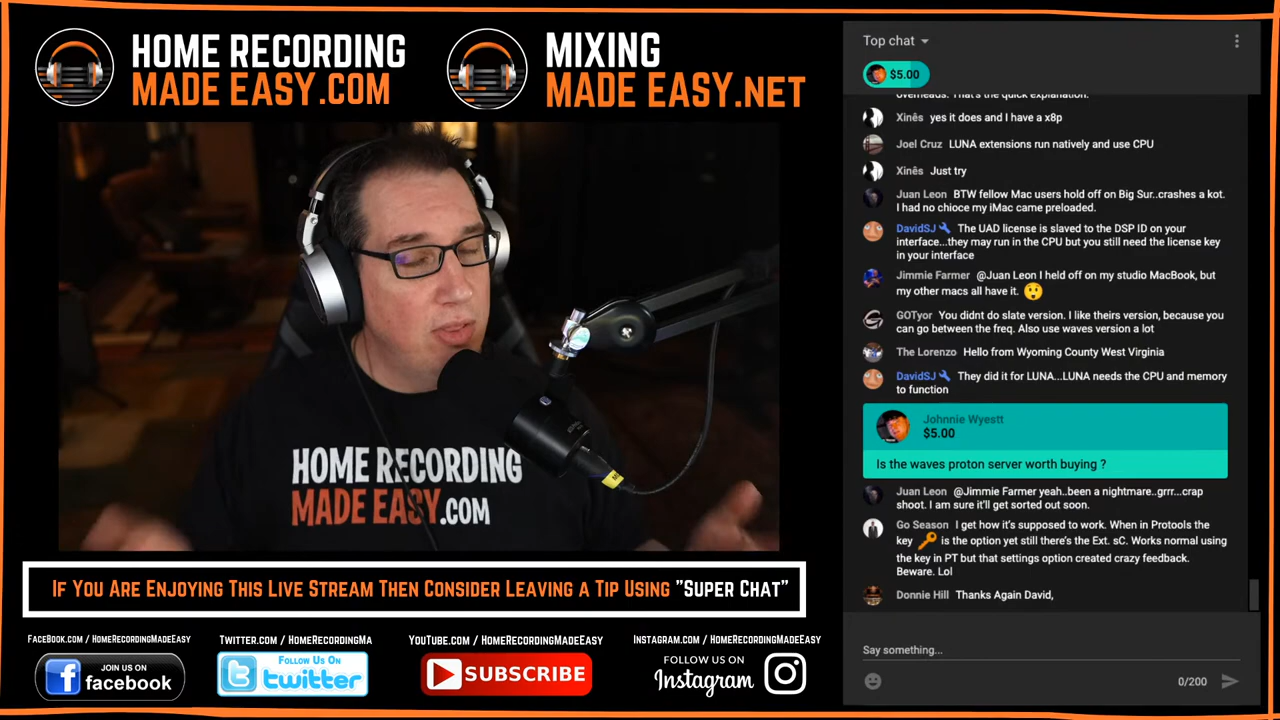 HOME RECORDING
MADE EASY.COM
MIXING
MADE EASY.NET
Top chat
$5.00
overheads. That's the quick explanation.
Xinês yes it does and I have a x8p
Joel Cruz LUNA extensions run natively and use CPU
Xinês Just try
Juan Leon BTW fellow Mac users hold off on Big Sur..crashes a kot.
I had no chioce my iMac came preloaded.
DavidSJ The UAD license is slaved to the DSP ID on your
interface...they may run in the CPU but you still need the license key
in your interface
Jimmie Farmer @Juan Leon I held off on my studio MacBook, but
my other macs all have it.
GOTyor You didnt do slate version. I like theirs version, because you
can go between the freq. Also use waves version a lot
The Lorenzo Hello from Wyoming County West Virginia
DavidSJ They did it for LUNA...LUNA needs the CPU and memory
to function
Johnnie Wyestt
$5.00
Is the waves proton server worth buying ?
Juan Leon @Jimmie Farmer yeah..been a nightmare..grrr...crap
shoot. I am sure it'll get sorted out soon.
Go Season I get how it's supposed to work. When in Protools the
key is the option yet still there's the Ext. sC. Works normal using
the key in PT but that settings option created crazy feedback.
Beware. Lol
Donnie Hill Thanks Again David,
Say something...
0/200
HOME RECORDING
MADE EASY.COM
IF YOU ARE ENJOYING THIS LIVE STREAM THEN CONSIDER LEAVING A TIP USING "SUPER CHAT"
FACEBOOK.COM / HOMERECORDINGMADEEASY
TWITTER.COM / HOMERECORDINGMA
YOUTUBE.COM / HOMERECORDINGMADEEASY
INSTAGRAM.COM / HOMERECORDINGMADEEASY
JOIN US ON
facebook
FOLLOW US ON
twitter
SUBSCRIBE
FOLLOW US ON
Instagram